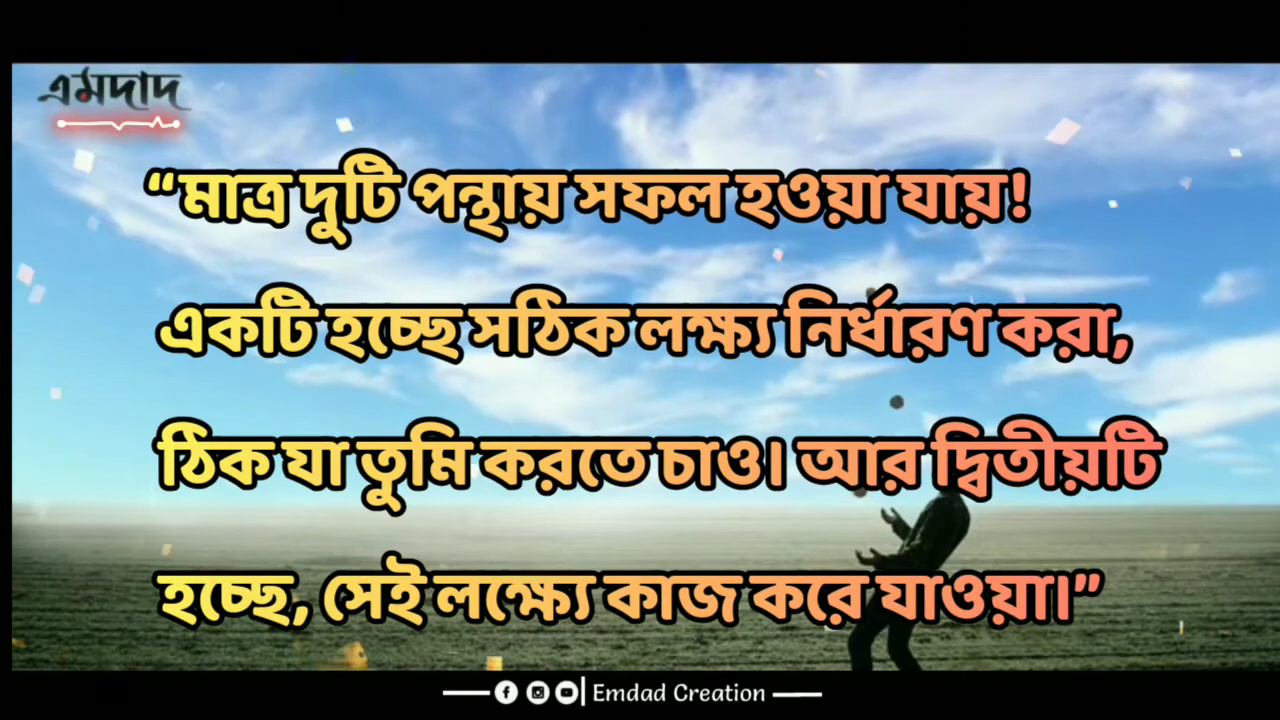 এমদাদ
“মাত্র দুটি পন্থায় সফল হওয়া যায়!
একটি হচ্ছে সঠিক লক্ষ্য নির্ধারণ করা,
ঠিক যা তুমি করতে চাও। আর দ্বিতীয়টি
হচ্ছে, সেই লক্ষ্যে কাজ করে যাওয়া।”
Emdad Creation